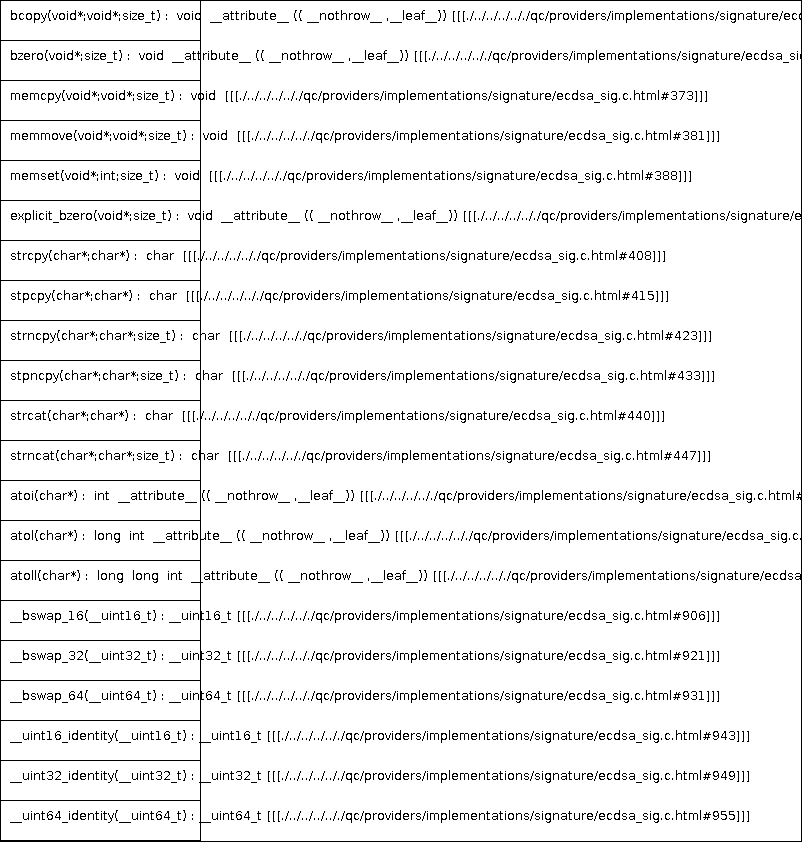 bcopy(void*;void*;size_t) : void __attribute__ (( __nothrow__ ,__leaf__)) [[[./../../../../../qc/providers/implementations/signature/ec
bzero(void*;size_t) : void __attribute__ (( __nothrow__ ,__leaf__)) [[[./../../../../../qc/providers/implementations/signature/ecdsa_si
memcpy(void*;void*;size_t) : void [[[./../../../../../qc/providers/implementations/signature/ecdsa_sig.c.html#373]]]
memmove(void*;void*;size_t) : void [[[./../../../../../qc/providers/implementations/signature/ecdsa_sig.c.html#381]]]
memset(void*;int;size_t) : void [[[./../../../../../qc/providers/implementations/signature/ecdsa_sig.c.html#388]]]
explicit_bzero(void*;size_t) : void __attribute__ (( __nothrow__ ,__leaf__)) [[[./../../../../../qc/providers/implementations/signature/e
strcpy(char*;char*) : char [[[./../../../../../qc/providers/implementations/signature/ecdsa_sig.c.html#408]]]
stpcpy(char*;char*) : char [[[./../../../../../qc/providers/implementations/signature/ecdsa_sig.c.html#415]]]
strncpy(char*;char*;size_t) : char [[[./../../../../../qc/providers/implementations/signature/ecdsa_sig.c.html#423]]]
stpncpy(char*;char*;size_t) : char [[[./../../../../../qc/providers/implementations/signature/ecdsa_sig.c.html#433]]]
strcat(char*;char*) : char [[[./../../../../../qc/providers/implementations/signature/ecdsa_sig.c.html#440]]]
strncat(char*;char*;size_t) : char [[[./../../../../../qc/providers/implementations/signature/ecdsa_sig.c.html#447]]]
atoi(char*) : int __attribute__ (( __nothrow__ ,__leaf__)) [[[./../../../../../qc/providers/implementations/signature/ecdsa_sig.c.html#
atol(char*) : long int __attribute__ (( __nothrow__ ,__leaf__)) [[[./../../../../../qc/providers/implementations/signature/ecdsa_sig.c.
atoll(char*) : long long int __attribute__ (( __nothrow__ ,__leaf__)) [[[./../../../../../qc/providers/implementations/signature/ecdsa
__bswap_16(__uint16_t) : __uint16_t [[[./../../../../../qc/providers/implementations/signature/ecdsa_sig.c.html#906]]]
__bswap_32(__uint32_t) : __uint32_t [[[./../../../../../qc/providers/implementations/signature/ecdsa_sig.c.html#921]]]
__bswap_64(__uint64_t) : __uint64_t [[[./../../../../../qc/providers/implementations/signature/ecdsa_sig.c.html#931]]]
__uint16_identity(__uint16_t) : __uint16_t [[[./../../../../../qc/providers/implementations/signature/ecdsa_sig.c.html#943]]]
__uint32_identity(__uint32_t) : __uint32_t [[[./../../../../../qc/providers/implementations/signature/ecdsa_sig.c.html#949]]]
__uint64_identity(__uint64_t) : __uint64_t [[[./../../../../../qc/providers/implementations/signature/ecdsa_sig.c.html#955]]]